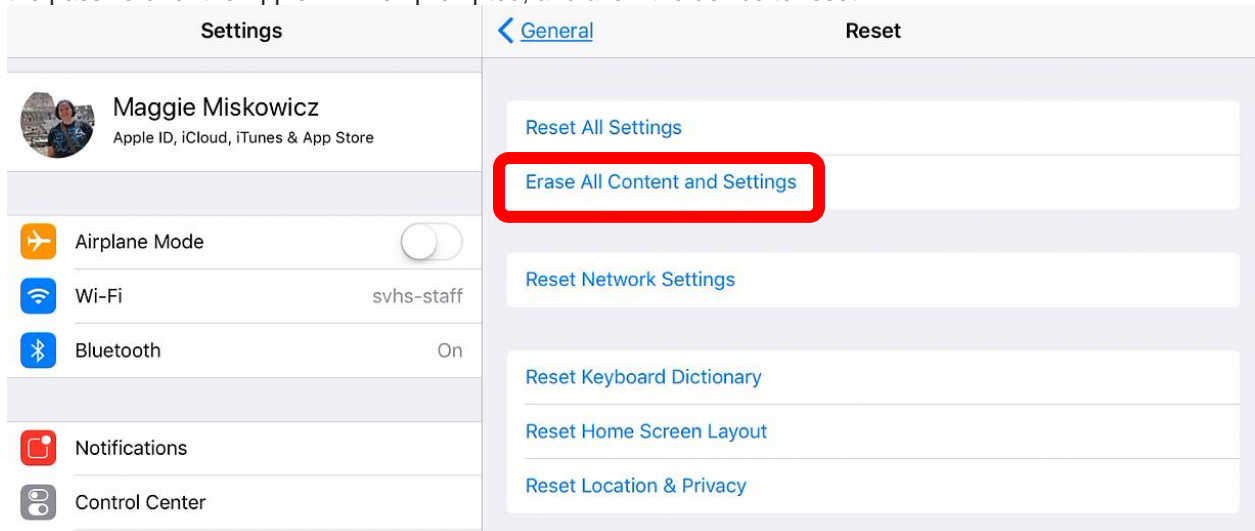 Settings
Maggie Miskowicz
Apple ID, iCloud, iTunes & App Store
Airplane Mode
Wi-Fi svhs-staff
Bluetooth On
Notifications
Control Center
General Reset
Reset All Settings
Erase All Content and Settings
Reset Network Settings
Reset Keyboard Dictionary
Reset Home Screen Layout
Reset Location & Privacy